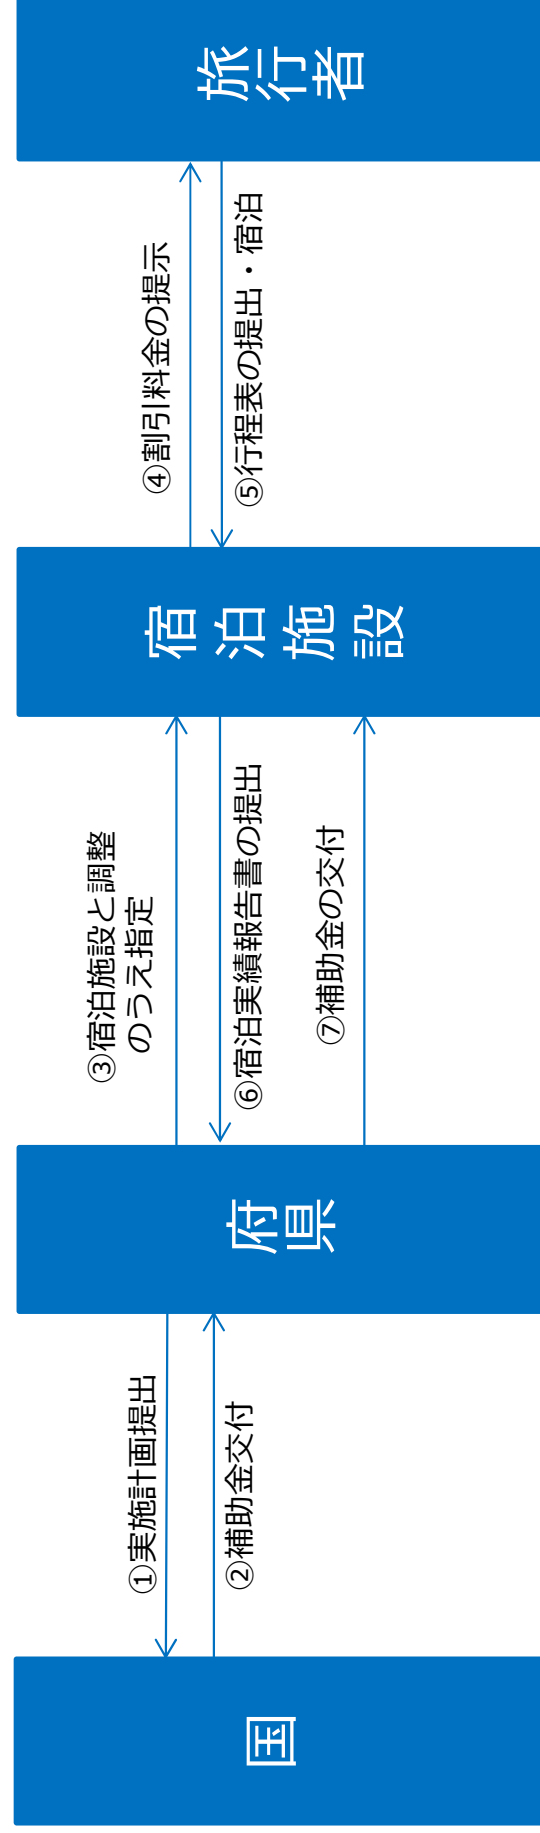 国
①実施計画提出
②補助金交付
府県
③宿泊施設と調整
のうえ指定
⑥宿泊実績報告書の提出
⑦補助金の交付
宿泊施設
④割引料金の提示
⑤行程表の提出・宿泊
旅行者